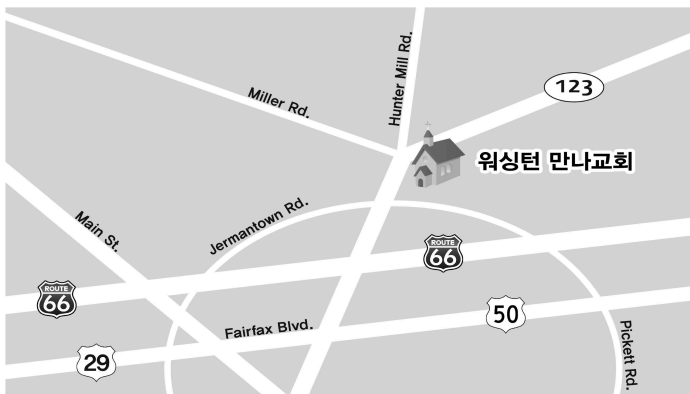 Hunter Mill Rd.
123
Miller Rd.
워싱턴 만나교회
Jermantown Rd.
Main St.
ROUTE
66
ROUTE
66
50
Fairfax Blvd.
29
Pickett Rd.